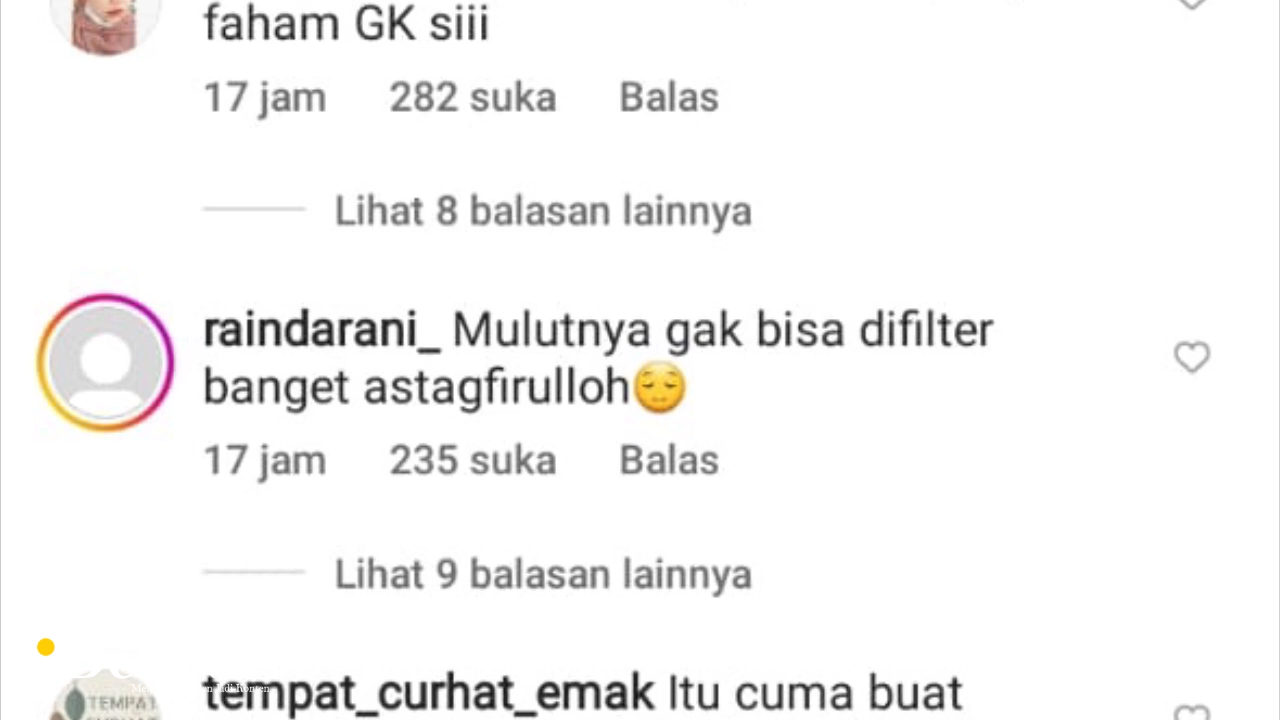 faham GK siii
17 jam 282 suka Balas
Lihat 8 balasan lainnya
raindarani_ Mulutnya gak bisa difilter
banget astagfirulloh😌
17 jam 235 suka Balas
Lihat 9 balasan lainnya
tempat_curhat_emak Itu cuma buat
TEMPAT